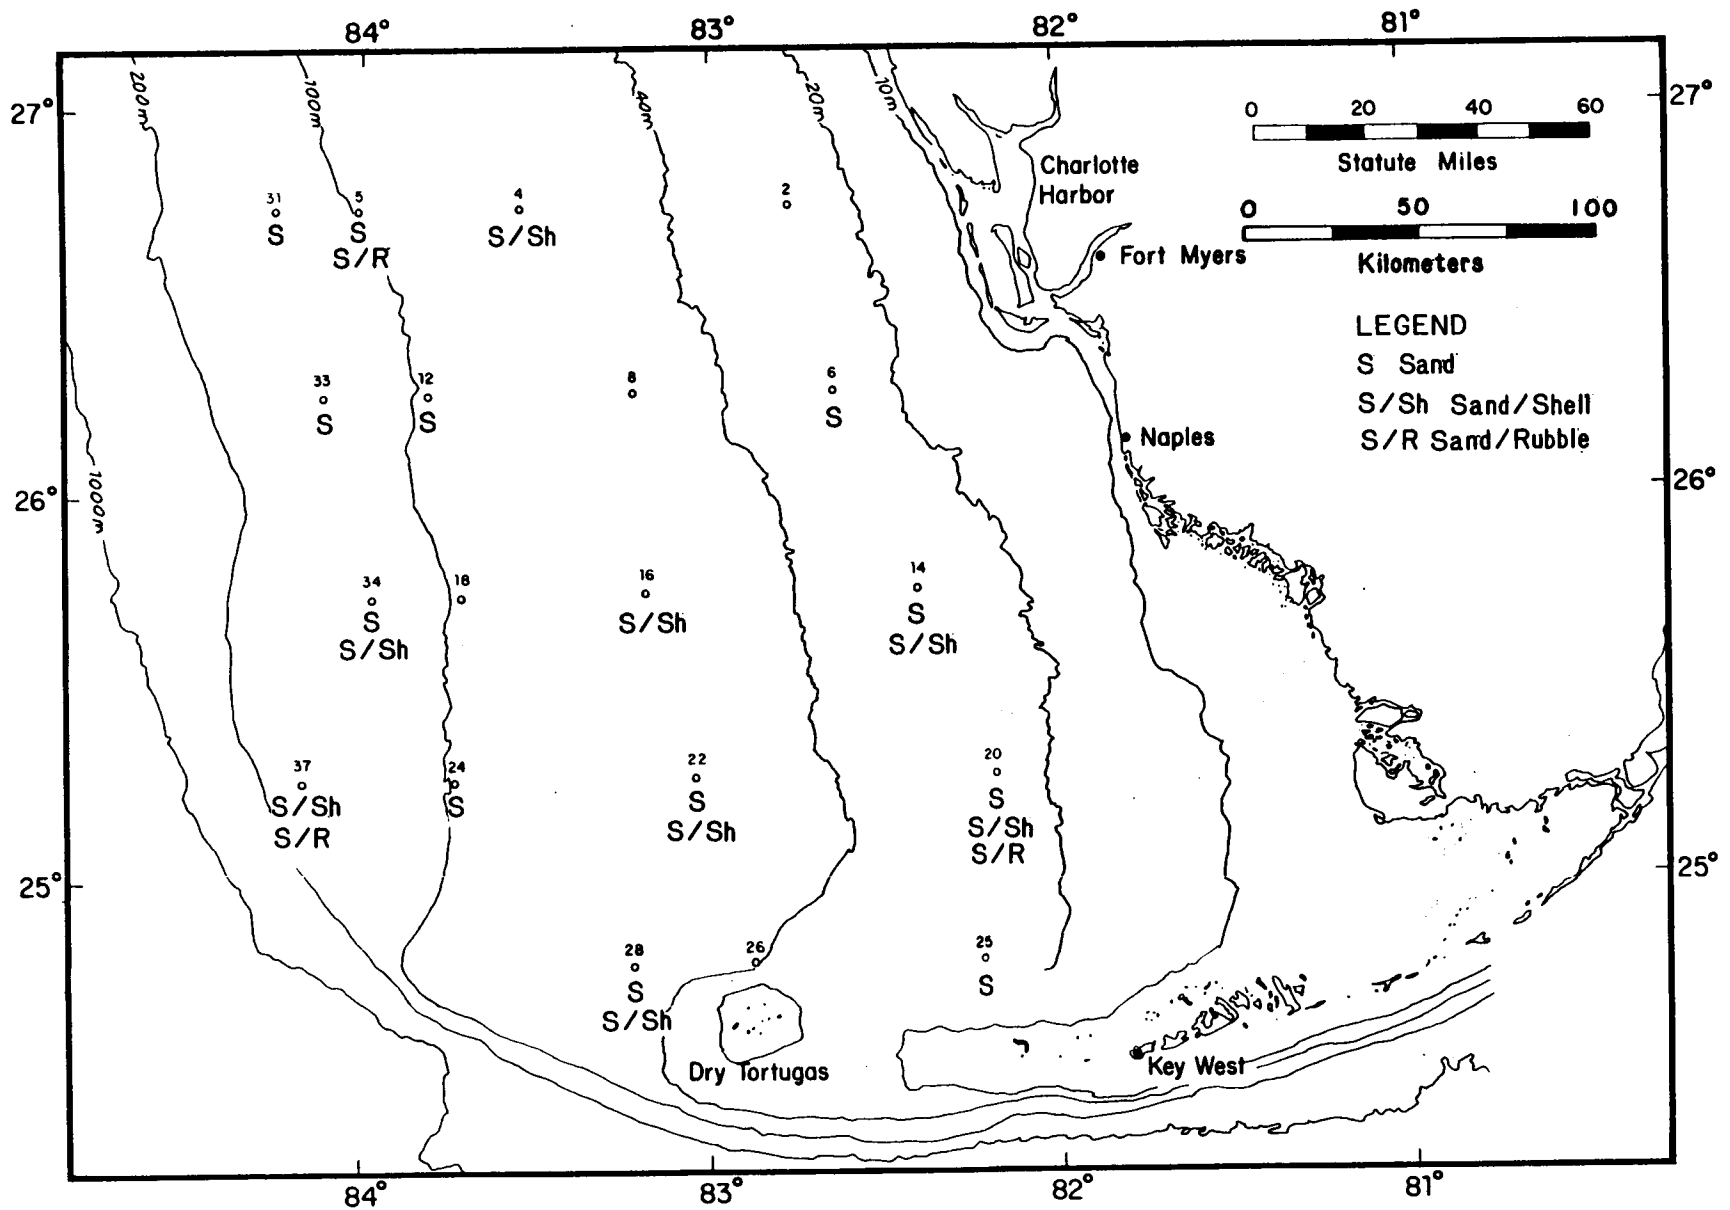 84° 83° 82° 81°
200m 100m 40m 20m 10m
27° 27°
0 20 40 60
Statute Miles
Charlotte
Harbor
0 50 100
Kilometers
Fort Myers
31
S
5
S
S/R
4
S/Sh
2
LEGEND
S Sand
S/Sh Sand/Shell
S/R Sand/Rubble
33
S
12
S
8
6
S
Naples
1000m
26° 26°
34
S
S/Sh
18
16
S/Sh
14
S
S/Sh
37
S/Sh
S/R
24
S
22
S
S/Sh
20
S
S/Sh
S/R
25° 25°
28
S
S/Sh
26
25
S
Dry Tortugas
Key West
84° 83° 82° 81°